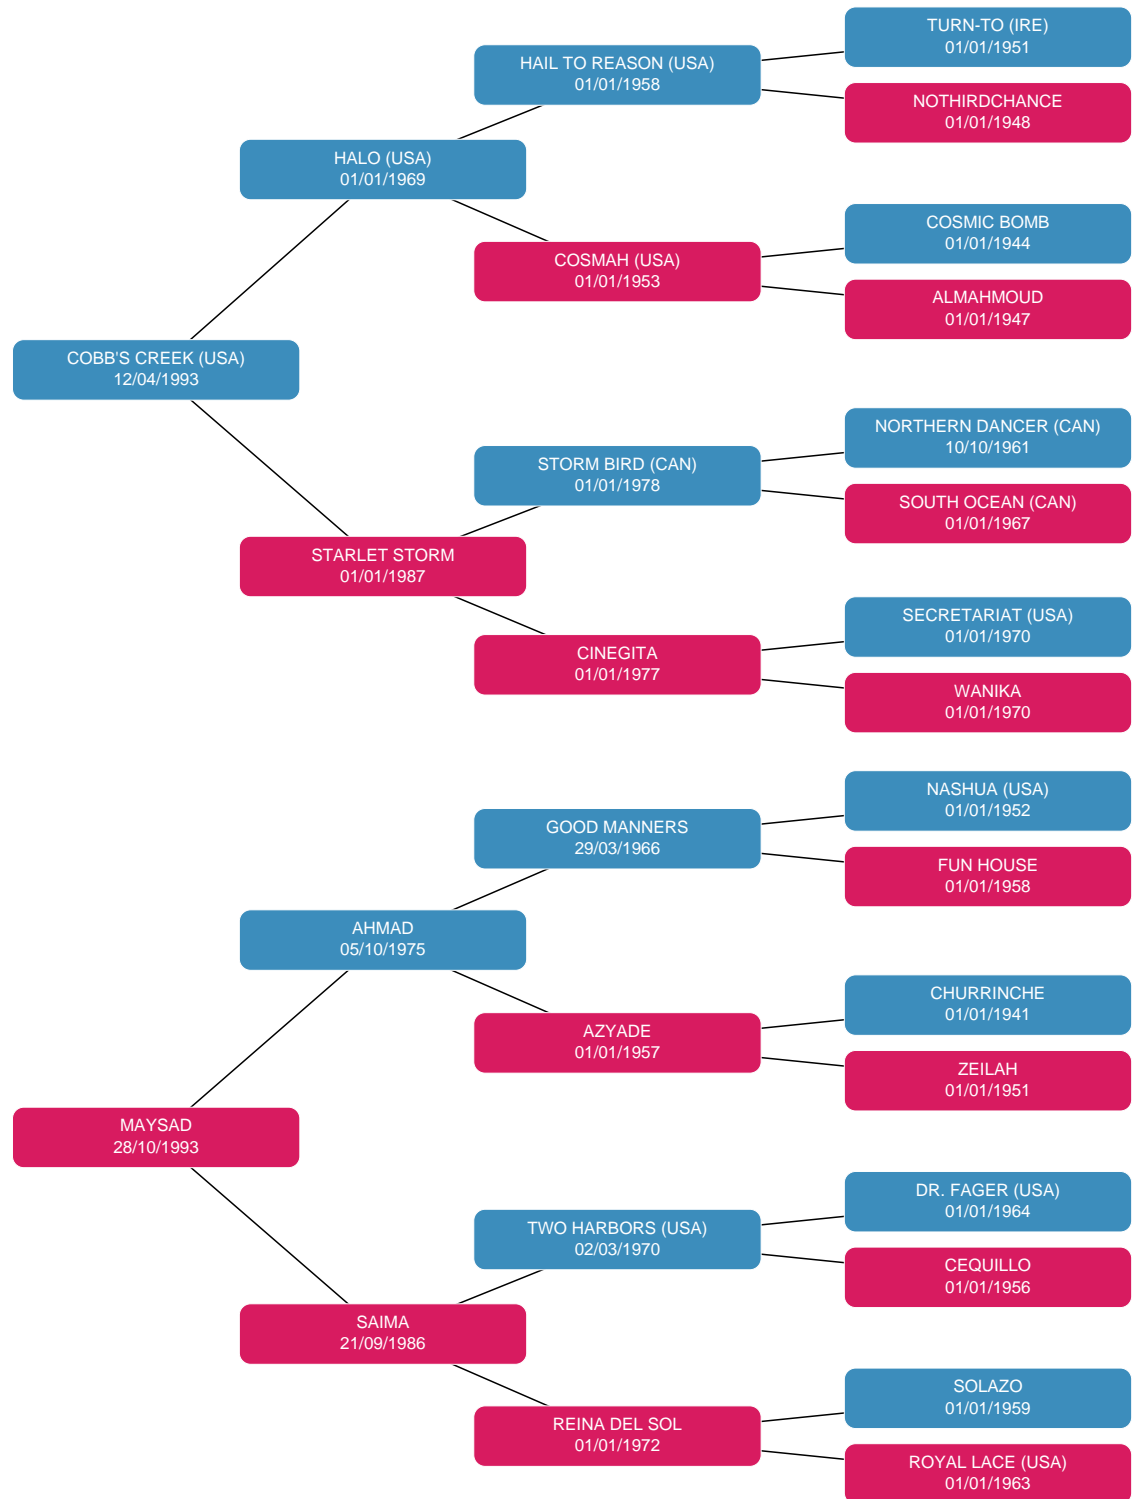 TURN-TO (IRE)
01/01/1951
HAIL TO REASON (USA)
01/01/1958
NOTHIRDCHANCE
01/01/1948
HALO (USA)
01/01/1969
COSMIC BOMB
01/01/1944
COSMAH (USA)
01/01/1953
ALMAHMOUD
01/01/1947
COBB'S CREEK (USA)
12/04/1993
NORTHERN DANCER (CAN)
10/10/1961
STORM BIRD (CAN)
01/01/1978
SOUTH OCEAN (CAN)
01/01/1967
STARLET STORM
01/01/1987
SECRETARIAT (USA)
01/01/1970
CINEGITA
01/01/1977
WANIKA
01/01/1970
NASHUA (USA)
01/01/1952
GOOD MANNERS
29/03/1966
FUN HOUSE
01/01/1958
AHMAD
05/10/1975
CHURRINCHE
01/01/1941
AZYADE
01/01/1957
ZEILAH
01/01/1951
MAYSAD
28/10/1993
DR. FAGER (USA)
01/01/1964
TWO HARBORS (USA)
02/03/1970
CEQUILLO
01/01/1956
SAIMA
21/09/1986
SOLAZO
01/01/1959
REINA DEL SOL
01/01/1972
ROYAL LACE (USA)
01/01/1963